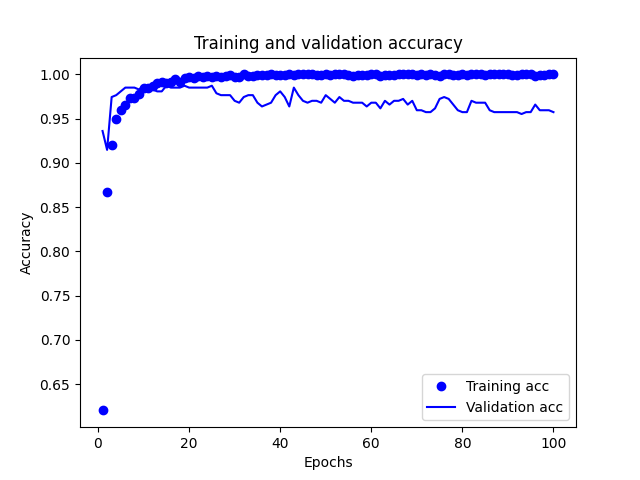 Training and validation accuracy
1.00
0.95
0.90
0.85
0.80
0.75
0.70
0.65
Accuracy
0 20 40 60 80 100
Epochs
Training acc
Validation acc